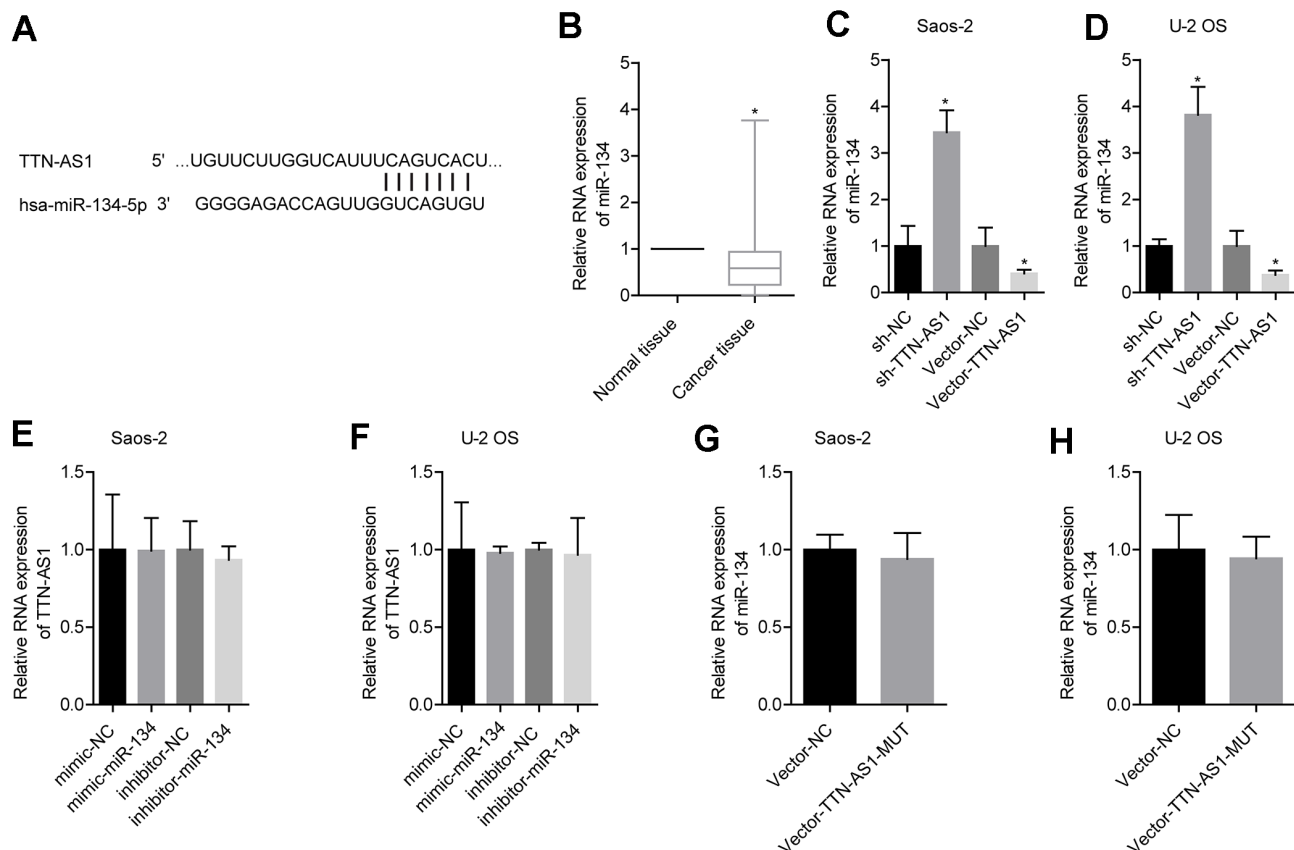 A
TTN-AS1 5' ...UGUUCUUGGUCAUUUCAGUCACU...
hsa-miR-134-5p 3' GGGGAGACCAGUUGGUCAGUGU
B
Relative RNA expression
of miR-134
5
4
3
2
1
0
*
Normal tissue
Cancer tissue
C
Saos-2
Relative RNA expression
of miR-134
5
4
3
2
1
0
*
*
sh-NC
sh-TTN-AS1
Vector-NC
Vector-TTN-AS1
D
U-2 OS
Relative RNA expression
of miR-134
5
4
3
2
1
0
*
*
sh-NC
sh-TTN-AS1
Vector-NC
Vector-TTN-AS1
E
Saos-2
Relative RNA expression
of TTN-AS1
1.5
1.0
0.5
0.0
mimic-NC
mimic-miR-134
inhibitor-NC
inhibitor-miR-134
F
U-2 OS
Relative RNA expression
of TTN-AS1
1.5
1.0
0.5
0.0
mimic-NC
mimic-miR-134
inhibitor-NC
inhibitor-miR-134
G
Saos-2
Relative RNA expression
of miR-134
1.5
1.0
0.5
0.0
Vector-NC
Vector-TTN-AS1-MUT
H
U-2 OS
Relative RNA expression
of miR-134
1.5
1.0
0.5
0.0
Vector-NC
Vector-TTN-AS1-MUT